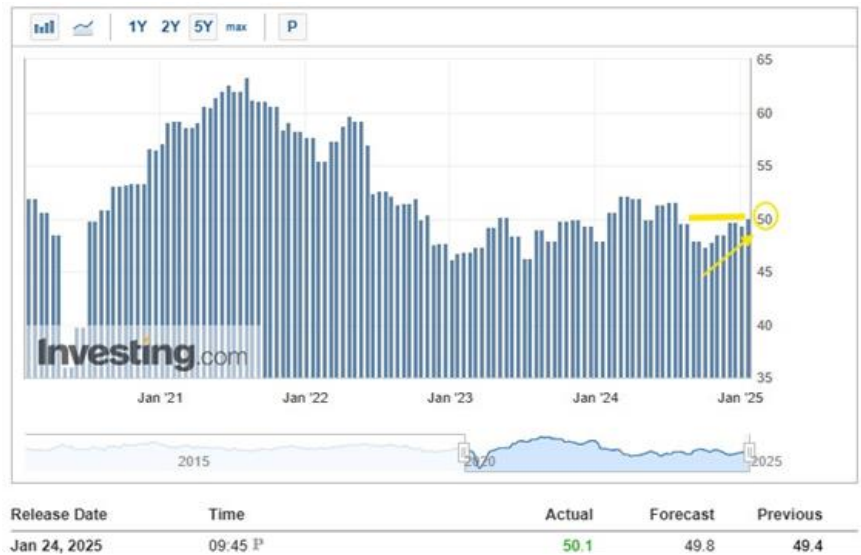 1Y 2Y 5Y max P
65
60
55
50
45
40
35
Investing.com
Jan '21 Jan '22 Jan '23 Jan '24 Jan '25
2015 2020 2025
Release Date Time Actual Forecast Previous
Jan 24, 2025 09:45 P 50.1 49.8 49.4